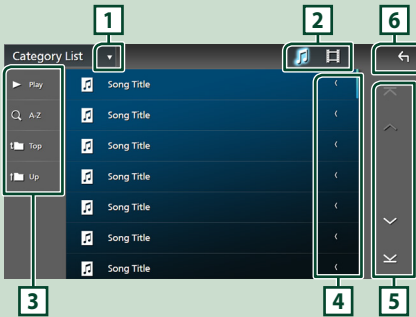 1
2
6
Category List
Play
Song Title
A-Z
Song Title
Top
Song Title
Up
Song Title
Song Title
Song Title
Song Title
3
4
5